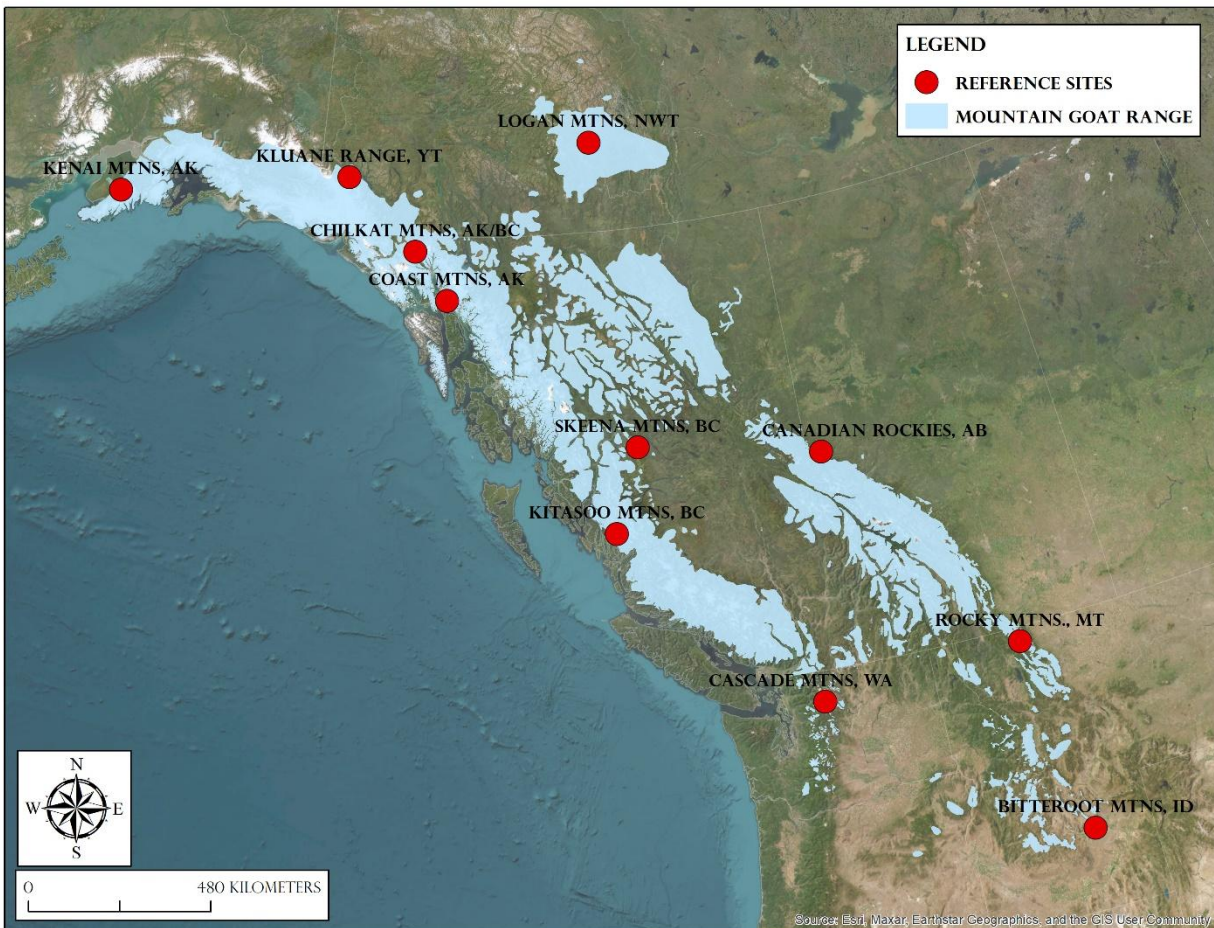 LEGEND
REFERENCE SITES
MOUNTAIN GOAT RANGE
LOGAN MTNS, NWT
KENAI MTNS, AK
KLUANE RANGE, YT
CHILKAT MTNS, AK/BC
COAST MTNS, AK
SKEENA MTNS, BC
CANADIAN ROCKIES, AB
KITASOO MTNS, BC
ROCKY MTNS., MT
CASCADE MTNS, WA
BITTEROOT MTNS, ID
N
W E
S
0 480 KILOMETERS
Source: Esri, Maxar, Earthstar Geographics, and the GIS User Community